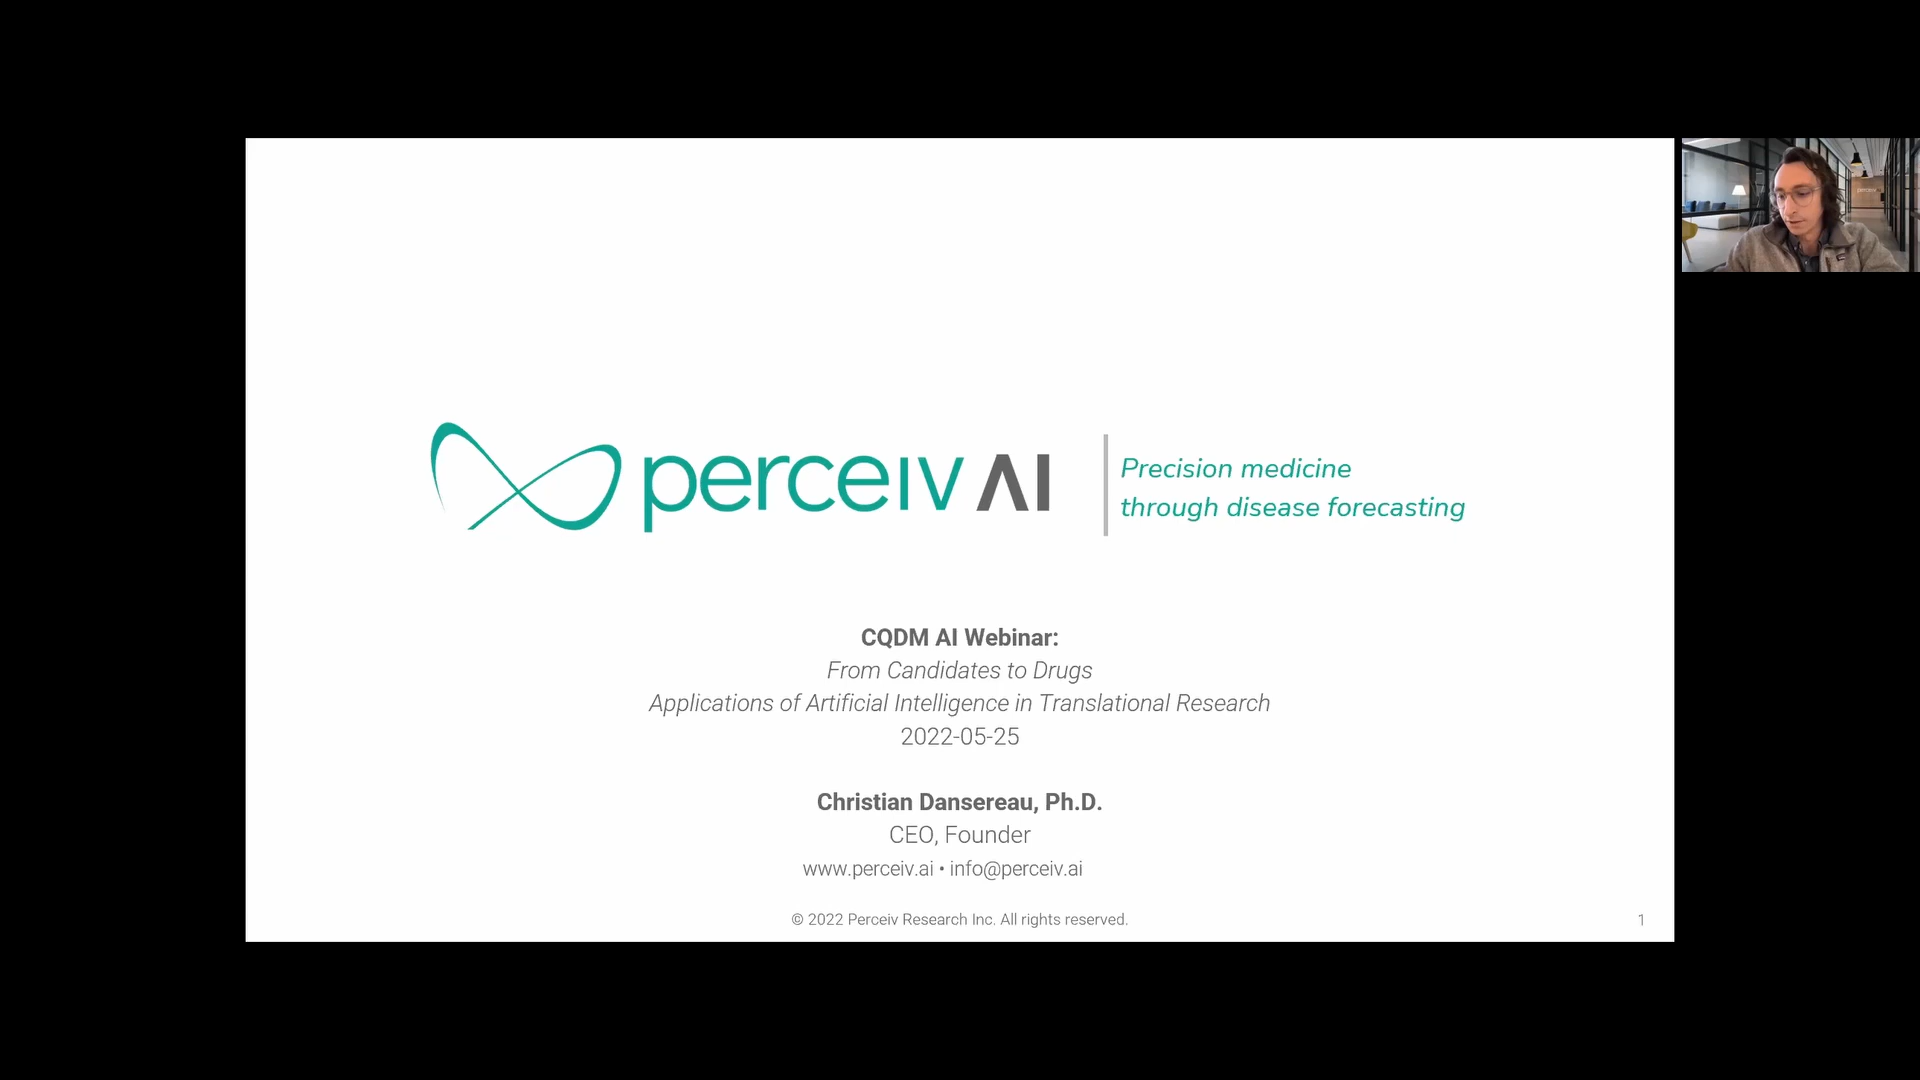 perceiv AI
Precision medicine
through disease forecasting
CQDM AI Webinar:
From Candidates to Drugs
Applications of Artificial Intelligence in Translational Research
2022-05-25
Christian Dansereau, Ph.D.
CEO, Founder
www.perceiv.ai • info@perceiv.ai
© 2022 Perceiv Research Inc. All rights reserved.
1